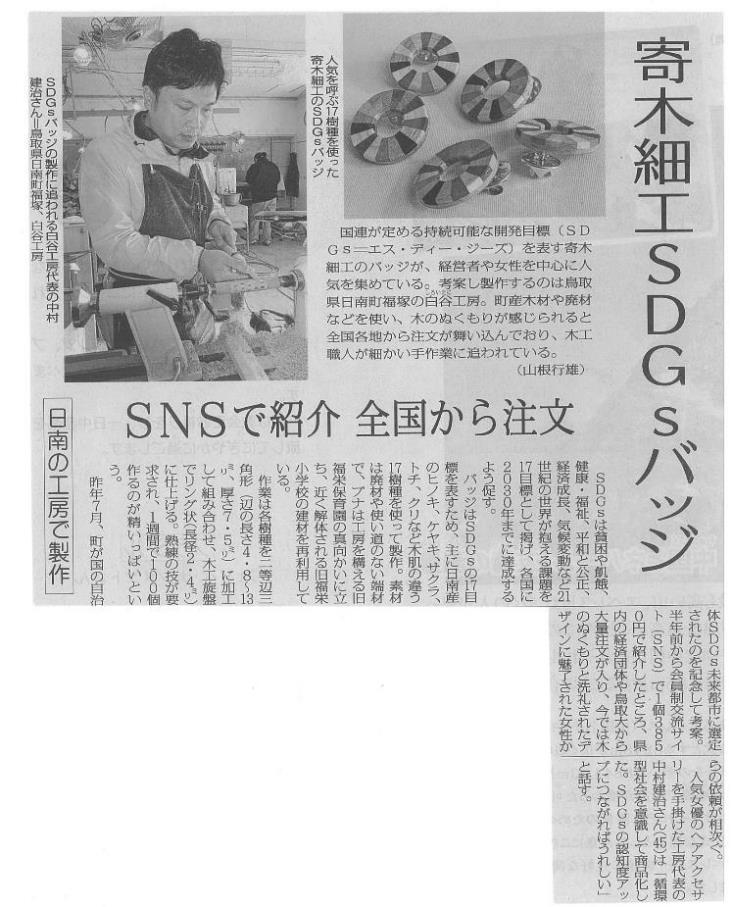 寄木細工SDGsバッジ
人気を呼ぶ17樹種を使った
寄木細工のSDGsバッジ
SDGsバッジの製作に追われる白谷工房代表の中村
建治さん＝鳥取県日南町福塚、白谷工房
国連が定める持続可能な開発目標（SD
Gs＝エス・ディー・ジーズ）を表す寄木
細工のバッジが、経営者や女性を中心に人
気を集めている。考案し製作するのは鳥取
県日南町福塚の白谷工房。町産木材や廃材
などを使い、木のぬくもりが感じられると
全国各地から注文が舞い込んでおり、木工
職人が細かい手作業に追われている。
（山根行雄）
SNSで紹介 全国から注文
日南の工房で製作
SDGsは貧困や飢餓、
健康・福祉、平和と公正、
経済成長、気候変動など21
世紀の世界が抱える課題を
17目標として掲げ、各国に
2030年までに達成する
よう促す。
バッジはSDGsの17目
標を表すため、主に日南産
のヒノキ、ケヤキ、サクラ、
トチ、クリなど木肌の違う
17樹種を使って製作。素材
は廃材や使い道のない端材
で、ブナは工房を構える旧
福栄保育園の真向かいに立
ち、近く解体される旧福栄
小学校の建材を再利用して
いる。
作業は各樹種を二等辺三
角形（辺の長さ4・8～13
㍉、厚さ7・5㍉）に加工
して組み合わせ、木工旋盤
でリング状（長径2・4㌢）
に仕上げる。熟練の技が要
求され、1週間で100個
作るのが精いっぱいとい
う。
昨年7月、町が国の自治
体SDGs未来都市に選定
されたのを記念して考案。
半年前から会員制交流サイ
ト（SNS）で1個385
0円で紹介したところ、県
内の経済団体や鳥取大から
大量注文が入り、今では木
のぬくもりと洗礼されたデ
ザインに魅了された女性か
らの依頼が相次ぐ。
人気女優のヘアアクセサ
リーを手掛けた工房代表の
中村建治さん(45)は「循環
型社会を意識して商品化し
た。SDGsの認知度アッ
プにつながればうれしい」
と話す。